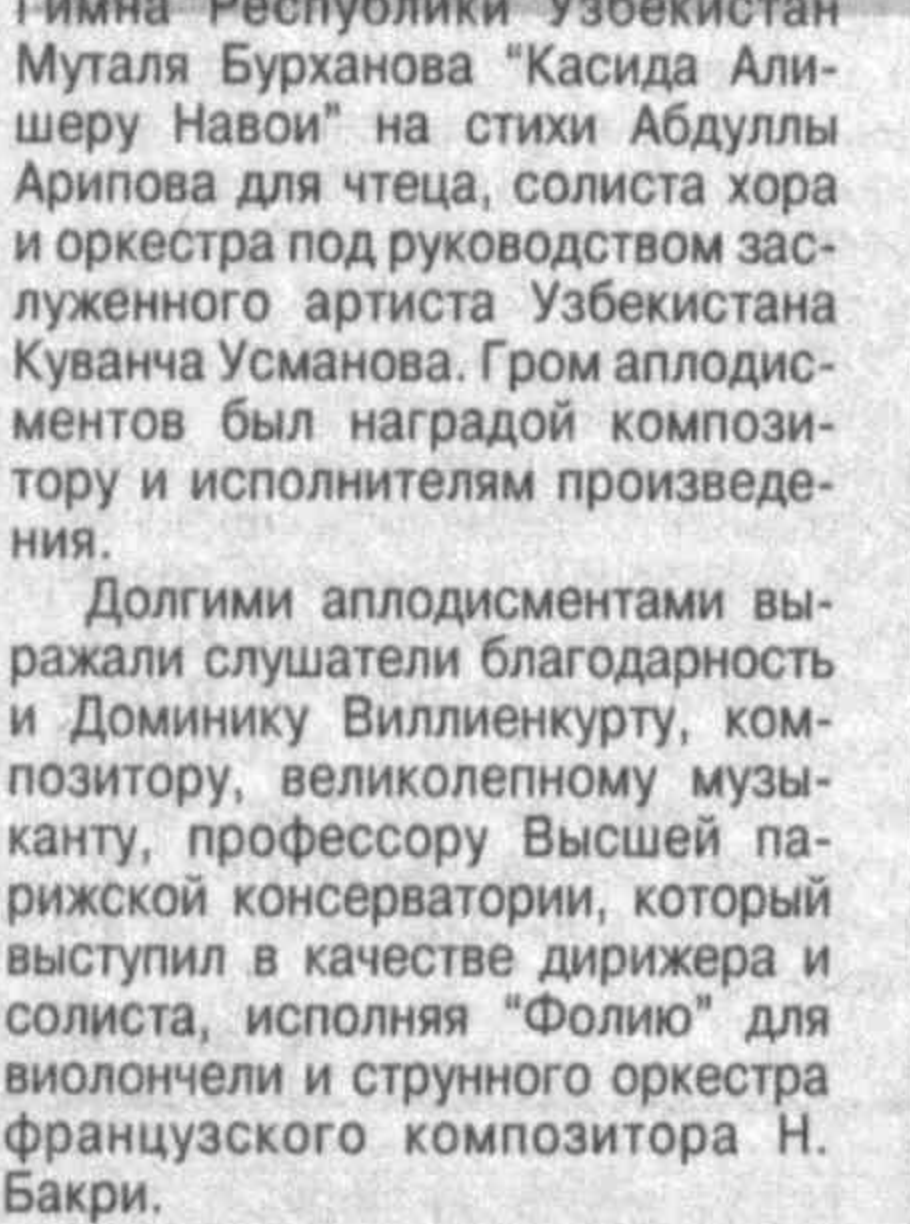 Гимна Республики Узбекистан
Муталя Бурханова “Касида Али-
шеру Навои” на стихи Абдуллы
Арипова для чтеца, солиста хора
и оркестра под руководством зас-
луженного артиста Узбекистана
Куванча Усманова. Гром аплодис-
ментов был наградой компози-
тору и исполнителям произведе-
ния.
Долгими аплодисментами вы-
ражали слушатели благодарность
и Доминику Виллиенкурту, ком-
позитору, великолепному музы-
канту, профессору Высшей па-
рижской консерватории, который
выступил в качестве дирижера и
солиста, исполняя “Фолию” для
виолончели и струнного оркестра
французского композитора Н.
Бакри.